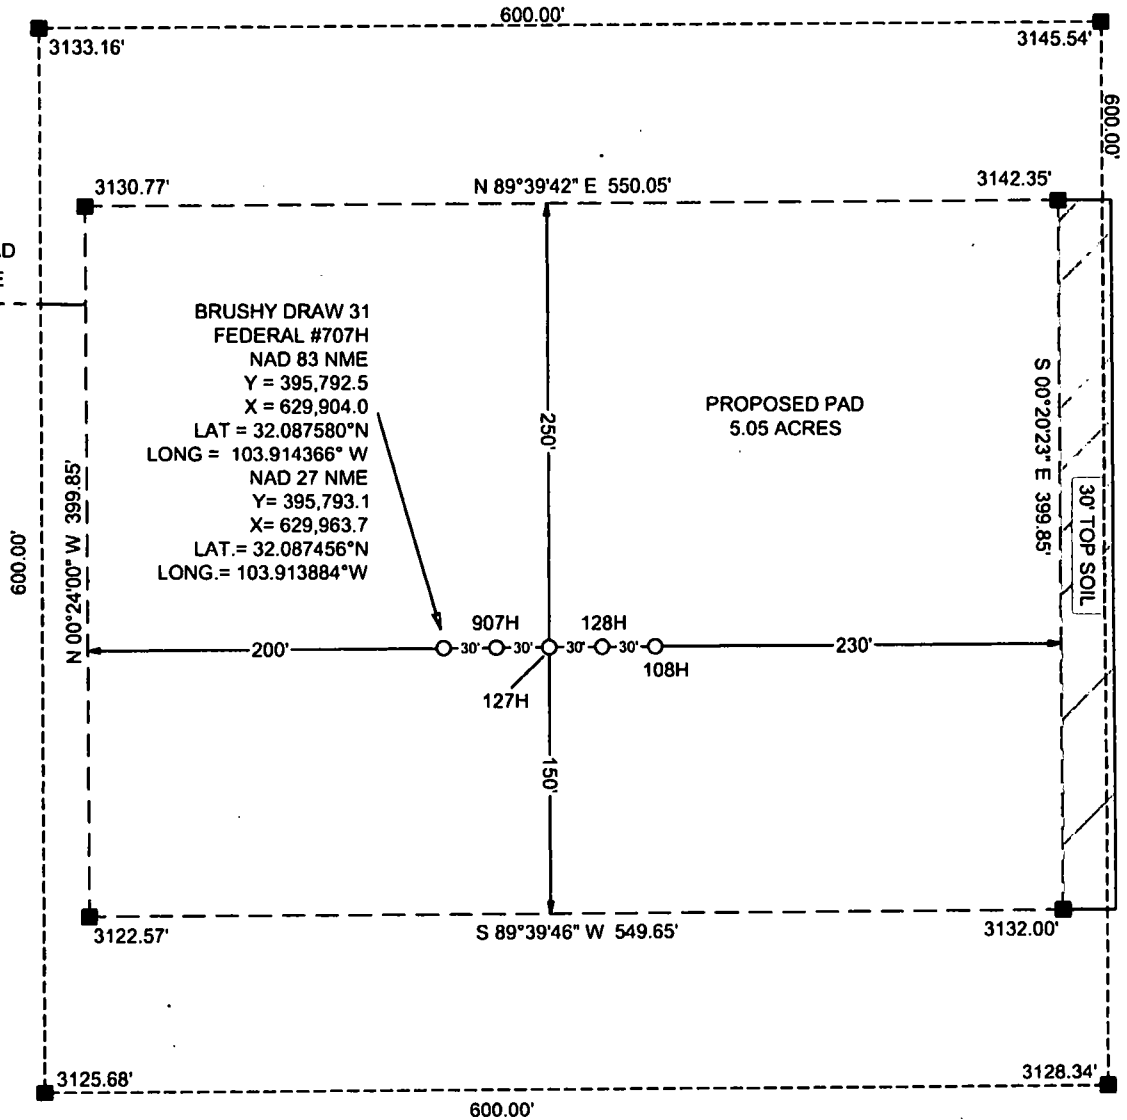 600.00'
3133.16'
3145.54'
600.00'
3130.77'
N 89°39'42" E 550.05'
3142.35'
BRUSHY DRAW 31
FEDERAL #707H
NAD 83 NME
Y = 395,792.5
X = 629,904.0
LAT = 32.087580°N
LONG = 103.914366° W
NAD 27 NME
Y= 395,793.1
X= 629,963.7
LAT.= 32.087456°N
LONG.= 103.913884°W
PROPOSED PAD
5.05 ACRES
250'
S 00°20'23" E 399.85'
30' TOP SOIL
N 00°24'00" W 399.85'
600.00'
907H
128H
200'
30'
30'
30'
30'
230'
127H
108H
150'
3122.57'
S 89°39'46" W 549.65'
3132.00'
3125.68'
3128.34'
600.00'